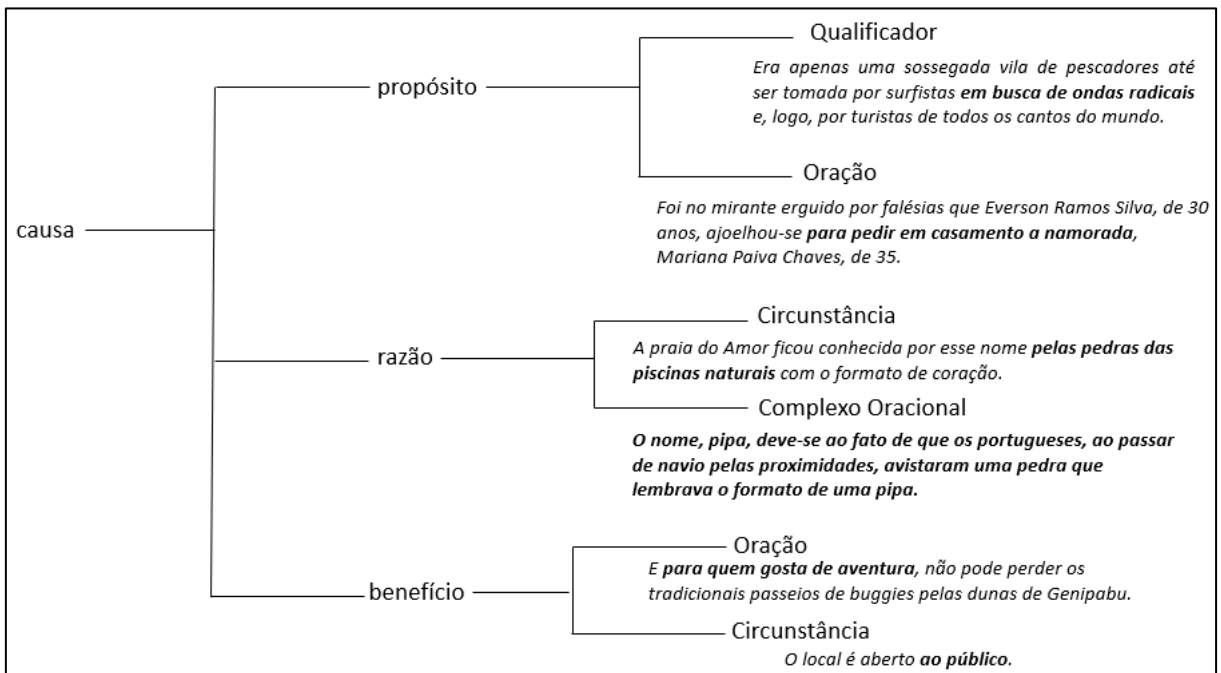 Qualificador
Era apenas uma sossegada vila de pescadores até
ser tomada por surfistas em busca de ondas radicais
e, logo, por turistas de todos os cantos do mundo.
propósito
Oração
Foi no mirante erguido por falésias que Everson Ramos Silva, de 30
anos, ajoelhou-se para pedir em casamento a namorada,
Mariana Paiva Chaves, de 35.
causa
Circunstância
A praia do Amor ficou conhecida por esse nome pelas pedras das
piscinas naturais com o formato de coração.
razão
Complexo Oracional
O nome, pipa, deve-se ao fato de que os portugueses, ao passar
de navio pelas proximidades, avistaram uma pedra que
lembrava o formato de uma pipa.
Oração
E para quem gosta de aventura, não pode perder os
tradicionais passeios de buggies pelas dunas de Genipabu.
benefício
Circunstância
O local é aberto ao público.